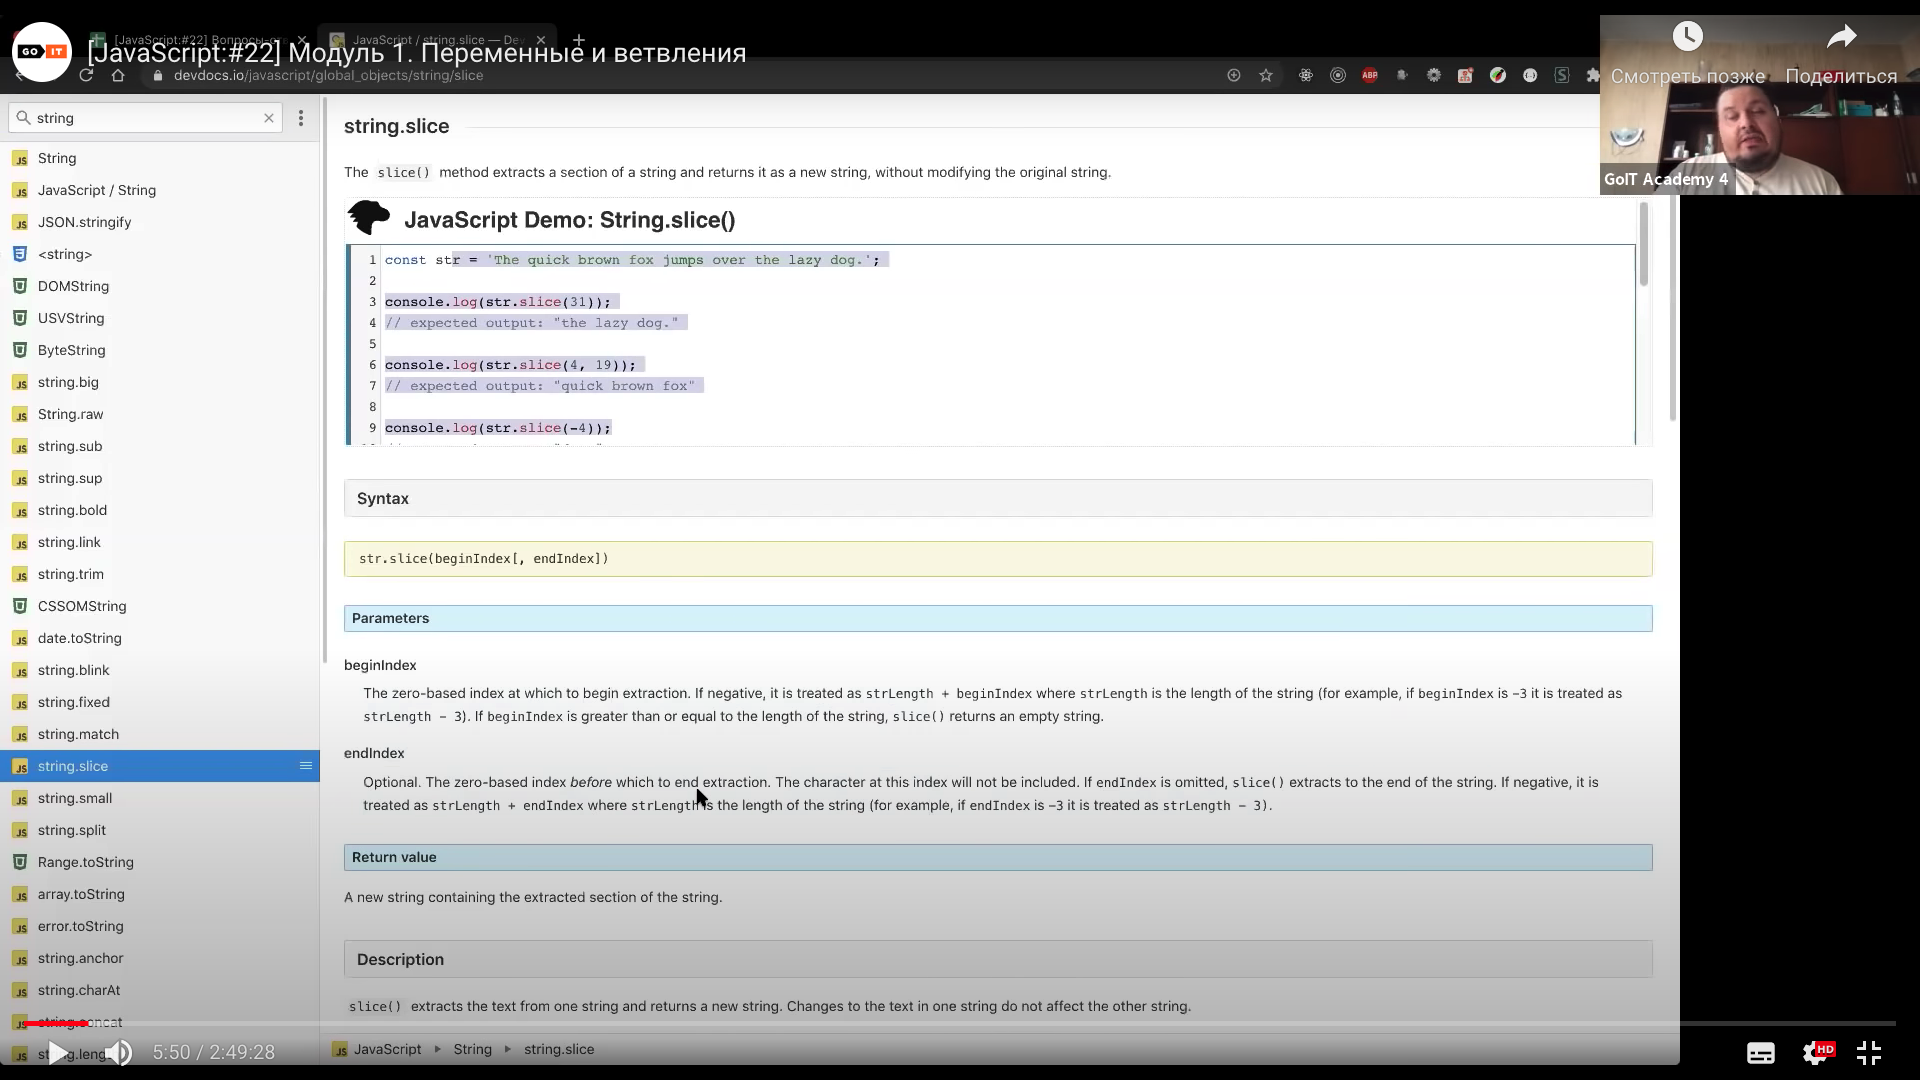 [JavaScript:#22] Вопросы-от
JavaScript / string.slice — Dev
GO IT
[JavaScript:#22] Модуль 1. Переменные и ветвления
devdocs.io/javascript/global_objects/string/slice
ABP
Смотреть позже
Поделиться
GoIT Academy 4
string
String
JavaScript / String
JSON.stringify
<string>
DOMString
USVString
ByteString
string.big
String.raw
string.sub
string.sup
string.bold
string.link
string.trim
CSSOMString
date.toString
string.blink
string.fixed
string.match
string.slice
string.small
string.split
Range.toString
array.toString
error.toString
string.anchor
string.charAt
string.concat
string.leng
string.slice
The slice() method extracts a section of a string and returns it as a new string, without modifying the original string.
JavaScript Demo: String.slice()
1 const str = 'The quick brown fox jumps over the lazy dog.';
2
3 console.log(str.slice(31));
4 // expected output: "the lazy dog."
5
6 console.log(str.slice(4, 19));
7 // expected output: "quick brown fox"
8
9 console.log(str.slice(-4));
Syntax
str.slice(beginIndex[, endIndex])
Parameters
beginIndex
The zero-based index at which to begin extraction. If negative, it is treated as strLength + beginIndex where strLength is the length of the string (for example, if beginIndex is -3 it is treated as
strLength - 3). If beginIndex is greater than or equal to the length of the string, slice() returns an empty string.
endIndex
Optional. The zero-based index before which to end extraction. The character at this index will not be included. If endIndex is omitted, slice() extracts to the end of the string. If negative, it is
treated as strLength + endIndex where strLength is the length of the string (for example, if endIndex is -3 it is treated as strLength - 3).
Return value
A new string containing the extracted section of the string.
Description
slice() extracts the text from one string and returns a new string. Changes to the text in one string do not affect the other string.
JavaScript ▸ String ▸ string.slice
5:50 / 2:49:28
HD